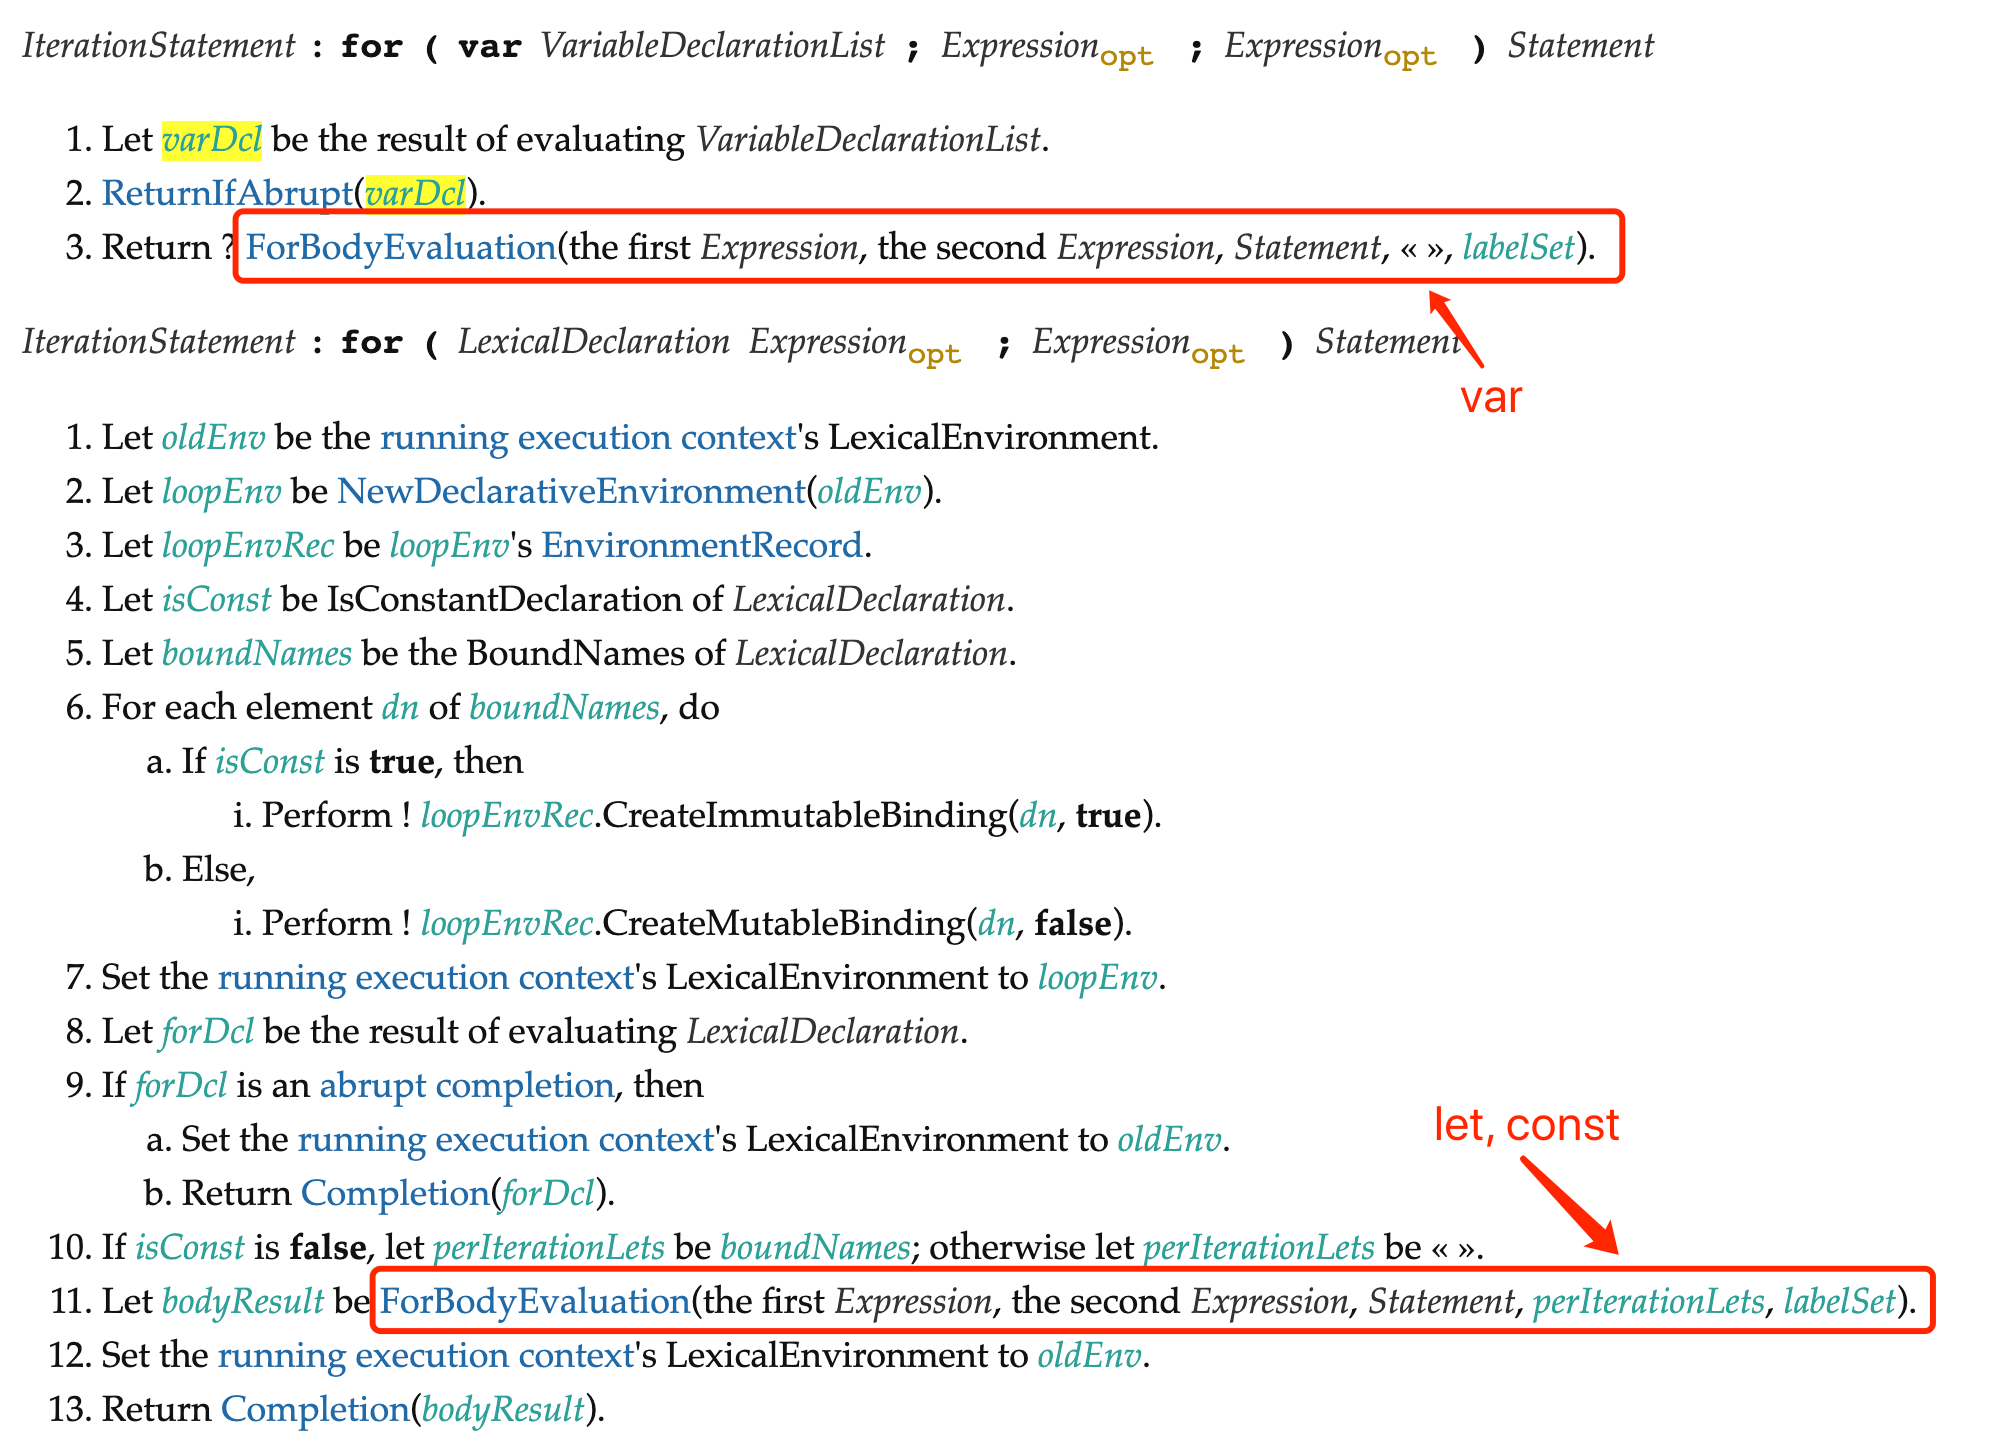 IterationStatement : for ( var VariableDeclarationList ; Expression opt ; Expression opt ) Statement
1. Let varDcl be the result of evaluating VariableDeclarationList.
2. ReturnIfAbrupt(varDcl).
3. Return ? ForBodyEvaluation(the first Expression, the second Expression, Statement, « », labelSet).
IterationStatement : for ( LexicalDeclaration Expression opt ; Expression opt ) Statement
var
1. Let oldEnv be the running execution context's LexicalEnvironment.
2. Let loopEnv be NewDeclarativeEnvironment(oldEnv).
3. Let loopEnvRec be loopEnv's EnvironmentRecord.
4. Let isConst be IsConstantDeclaration of LexicalDeclaration.
5. Let boundNames be the BoundNames of LexicalDeclaration.
6. For each element dn of boundNames, do
a. If isConst is true, then
i. Perform ! loopEnvRec.CreateImmutableBinding(dn, true).
b. Else,
i. Perform ! loopEnvRec.CreateMutableBinding(dn, false).
7. Set the running execution context's LexicalEnvironment to loopEnv.
8. Let forDcl be the result of evaluating LexicalDeclaration.
9. If forDcl is an abrupt completion, then
a. Set the running execution context's LexicalEnvironment to oldEnv.
let, const
b. Return Completion(forDcl).
10. If isConst is false, let perIterationLets be boundNames; otherwise let perIterationLets be « ».
11. Let bodyResult be ForBodyEvaluation(the first Expression, the second Expression, Statement, perIterationLets, labelSet).
12. Set the running execution context's LexicalEnvironment to oldEnv.
13. Return Completion(bodyResult).